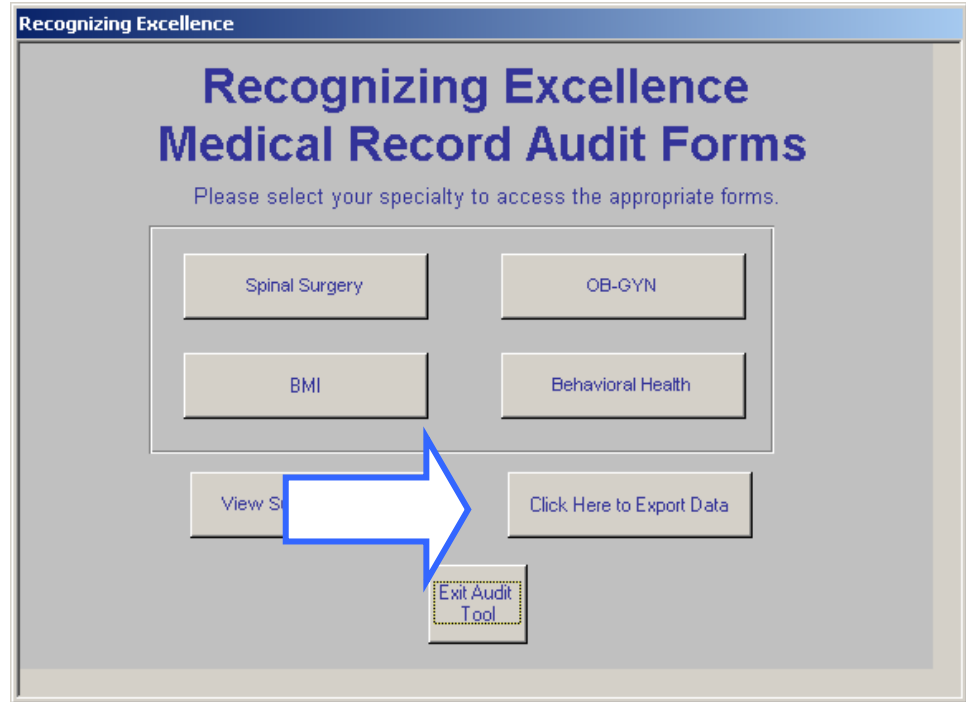 Recognizing Excellence
Recognizing Excellence
Medical Record Audit Forms
Please select your specialty to access the appropriate forms.
Spinal Surgery
OB-GYN
BMI
Behavioral Health
View
Click Here to Export Data
Exit Audit
Tool